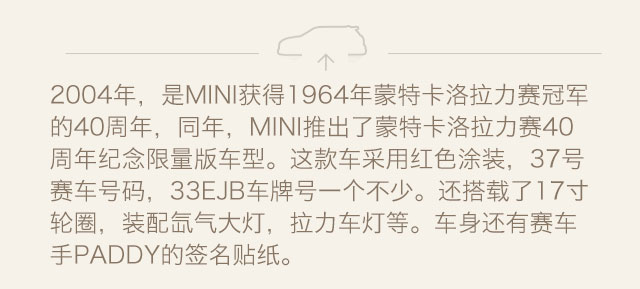 2004年，是MINI获得1964年蒙特卡洛拉力赛冠军
的40周年，同年，MINI推出了蒙特卡洛拉力赛40
周年纪念限量版车型。这款车采用红色涂装，37号
赛车号码，33EJB车牌号一个不少。还搭载了17寸
轮圈，装配氙气大灯，拉力车灯等。车身还有赛车
手PADDY的签名贴纸。